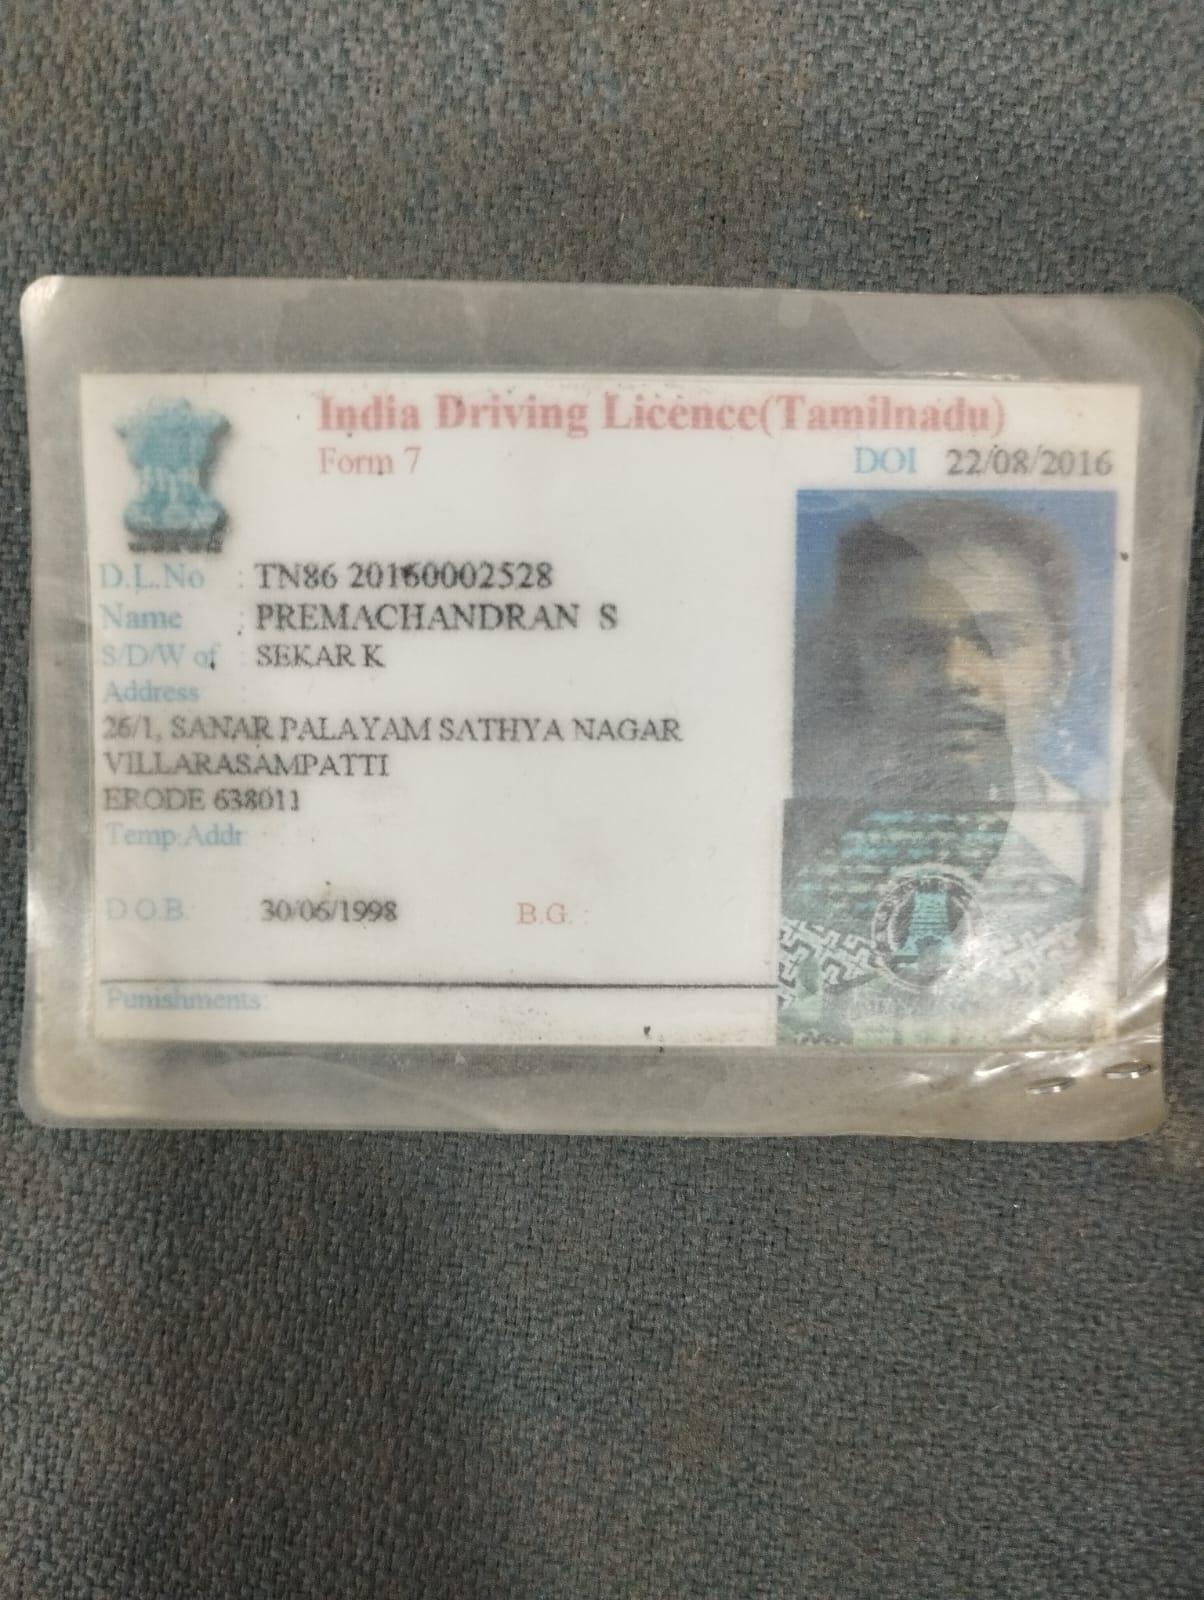 India Driving Licence(Tamilnadu)
Form 7
DOI 22/08/2016
D.L.No : TN86 20160002528
Name : PREMACHANDRAN S
S/D/W of : SEKAR K
Address :
26/1, SANAR PALAYAM SATHYA NAGAR
VILLARASAMPATTI
ERODE 638011
Temp.Addr
D.O.B. : 30/06/1998 B.G. :
Punishments: